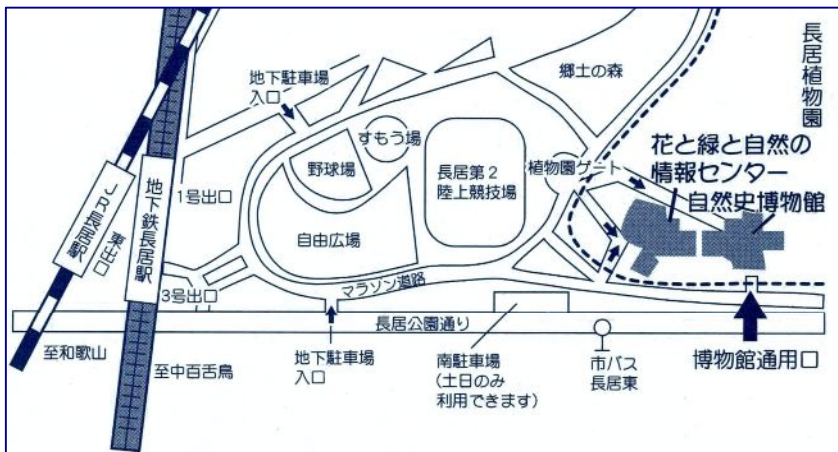 長居植物園
郷土の森
地下駐車場
入口
すもう場
野球場
長居第2
陸上競技場
植物園ゲート
花と緑と自然の
情報センター
自然史博物館
1号出口
自由広場
JR長居駅
東出口
地下鉄長居駅
3号出口
マラソン道路
長居公園通り
至和歌山
至中百舌鳥
地下駐車場
入口
南駐車場
(土日のみ
利用できます)
市バス
長居東
博物館通用口